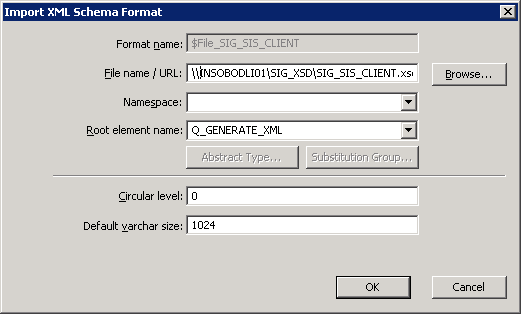 Import XML Schema Format
Format name: $File_SIG_SIS_CLIENT
File name / URL: \\INSOBODLI01\SIG_XSD\SIG_SIS_CLIENT.xs
Browse...
Namespace:
Root element name: Q_GENERATE_XML
Abstract Type... Substitution Group...
Circular level: 0
Default varchar size: 1024
OK Cancel